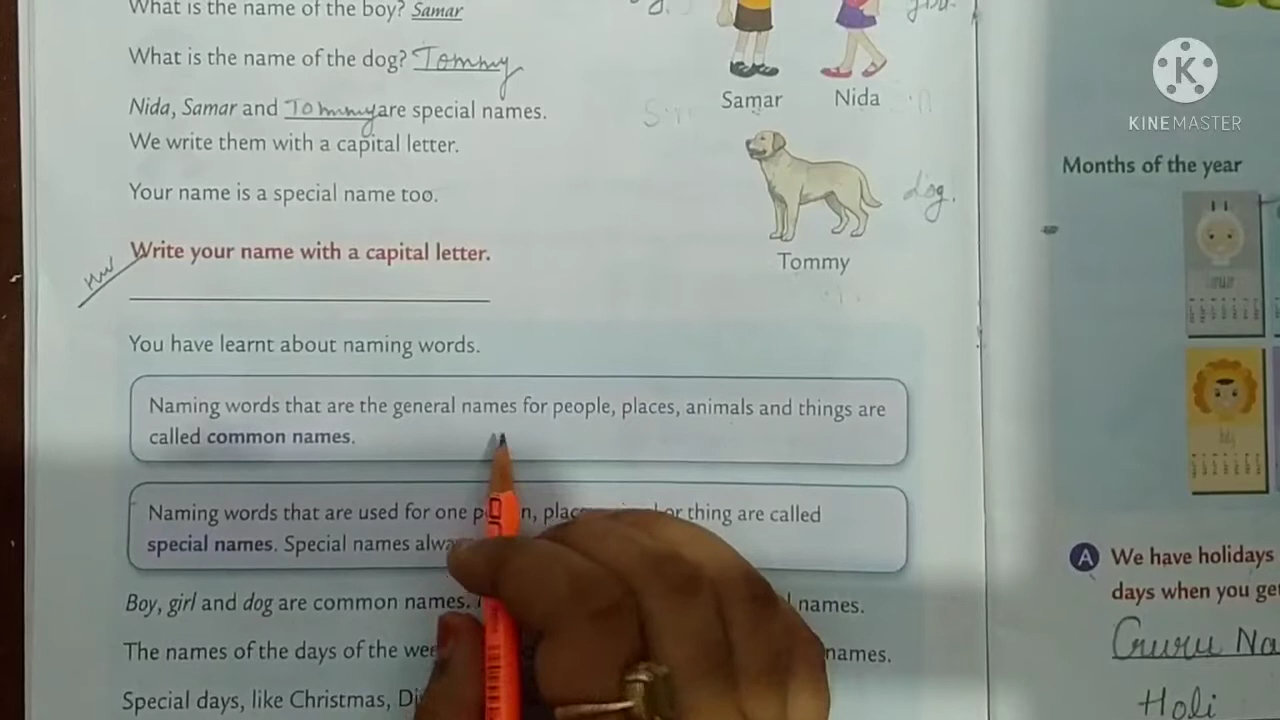 What is the name of the boy? Samar
What is the name of the dog? Tommy
Nida, Samar and Tommy are special names.
We write them with a capital letter.
Your name is a special name too.
Write your name with a capital letter.
Samar
Nida
dog.
Tommy
You have learnt about naming words.
Naming words that are the general names for people, places, animals and things are
called common names.
Naming words that are used for one thing are called
special names. Special names
Boy, girl and dog are common names. names.
The names of the days of the names.
Special days, like Christmas,
KINEMASTER
Months of the year
A We have holidays
days when you
Guru
Holi